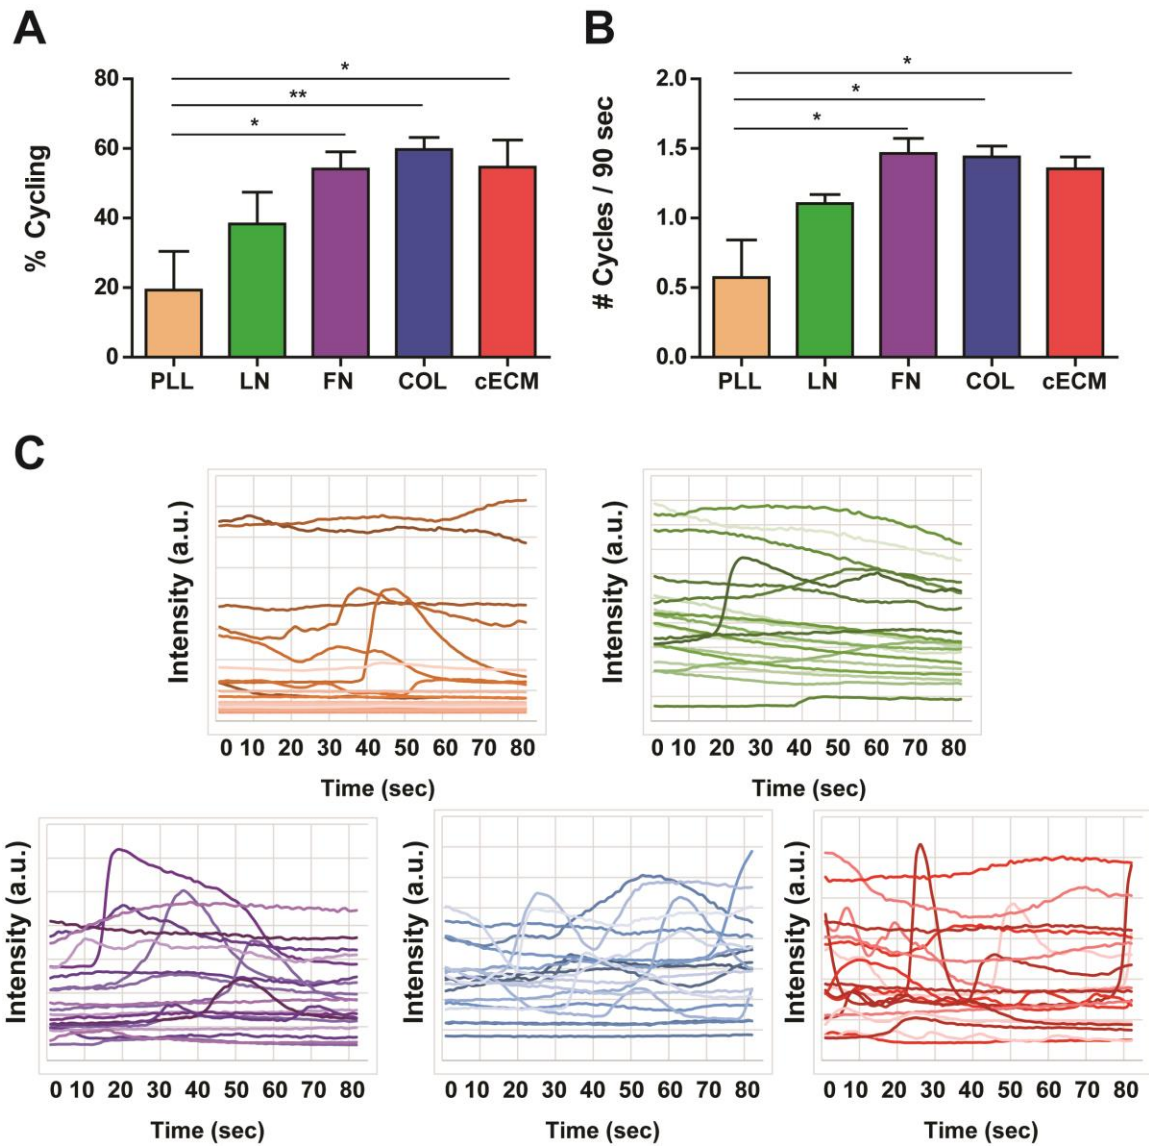 A
% Cycling
80
60
40
20
0
*
**
*
PLL LN FN COL cECM
B
# Cycles / 90 sec
2.0
1.5
1.0
0.5
0.0
*
*
*
PLL LN FN COL cECM
C
Intensity (a.u.)
0 10 20 30 40 50 60 70 80
Time (sec)
Intensity (a.u.)
0 10 20 30 40 50 60 70 80
Time (sec)
Intensity (a.u.)
0 10 20 30 40 50 60 70 80
Time (sec)
Intensity (a.u.)
0 10 20 30 40 50 60 70 80
Time (sec)
Intensity (a.u.)
0 10 20 30 40 50 60 70 80
Time (sec)